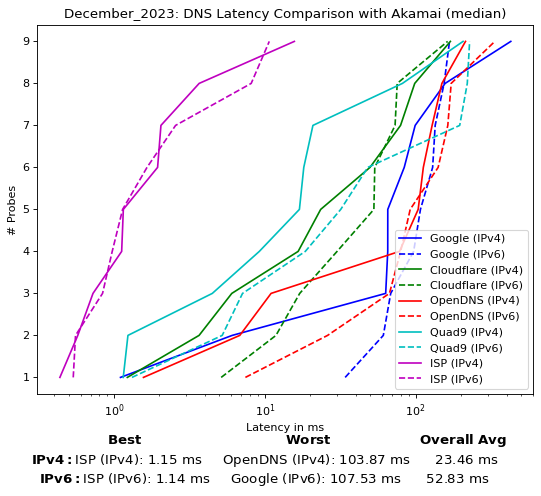 December_2023: DNS Latency Comparison with Akamai (median)
9
8
7
6
5
4
3
2
1
# Probes
Google (IPv4)
Google (IPv6)
Cloudflare (IPv4)
Cloudflare (IPv6)
OpenDNS (IPv4)
OpenDNS (IPv6)
Quad9 (IPv4)
Quad9 (IPv6)
ISP (IPv4)
ISP (IPv6)
10⁰ 10¹ 10²
Latency in ms
Best Worst Overall Avg
IPv4: ISP (IPv4): 1.15 ms OpenDNS (IPv4): 103.87 ms 23.46 ms
IPv6: ISP (IPv6): 1.14 ms Google (IPv6): 107.53 ms 52.83 ms